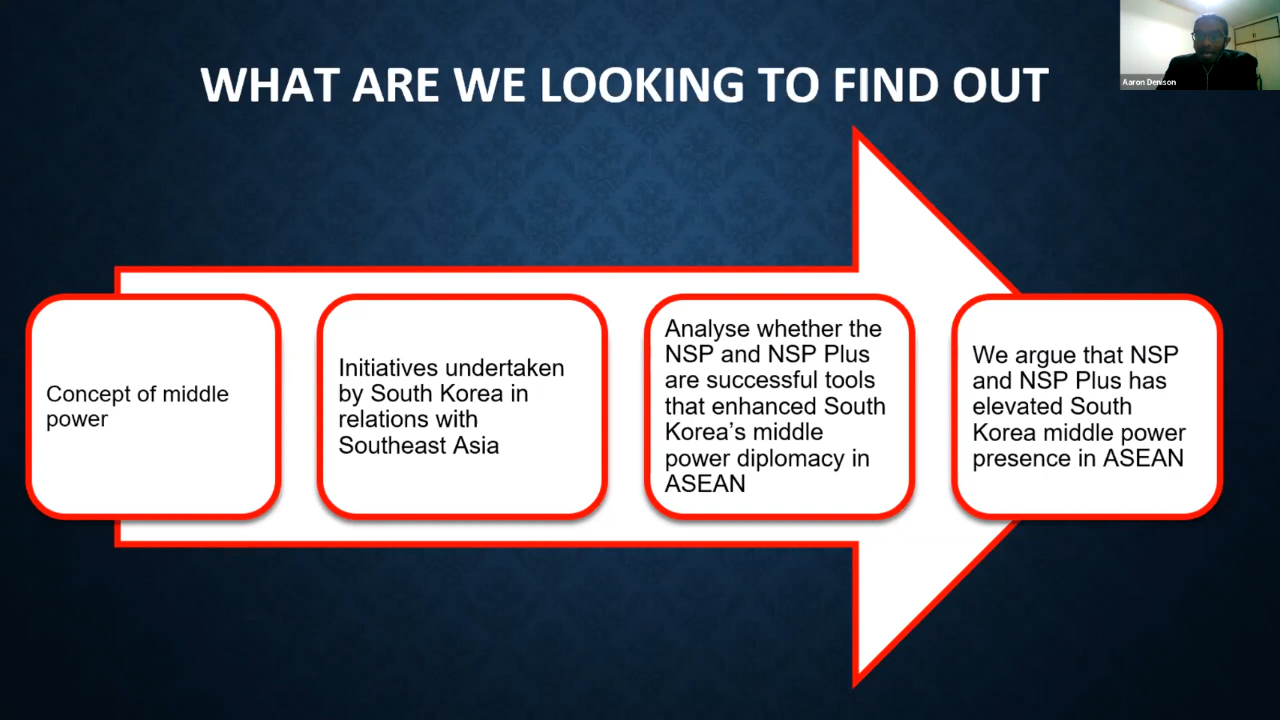 WHAT ARE WE LOOKING TO FIND OUT
Aaron Denison
Concept of middle
power
Initiatives undertaken
by South Korea in
relations with
Southeast Asia
Analyse whether the
NSP and NSP Plus
are successful tools
that enhanced South
Korea’s middle
power diplomacy in
ASEAN
We argue that NSP
and NSP Plus has
elevated South
Korea middle power
presence in ASEAN